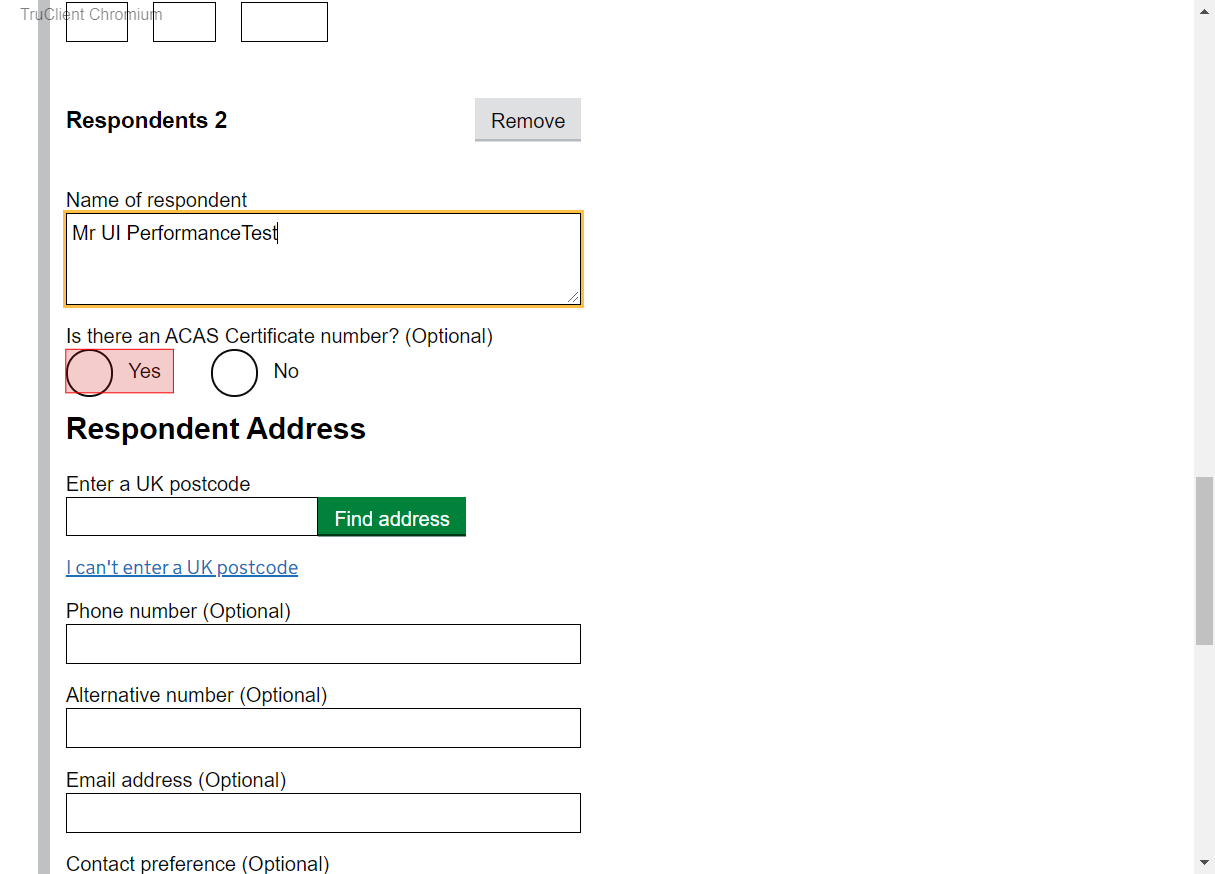 TruClient Chromium
Respondents 2
Remove
Name of respondent
Mr UI PerformanceTest
Is there an ACAS Certificate number? (Optional)
Yes No
Respondent Address
Enter a UK postcode
Find address
I can't enter a UK postcode
Phone number (Optional)
Alternative number (Optional)
Email address (Optional)
Contact preference (Optional)